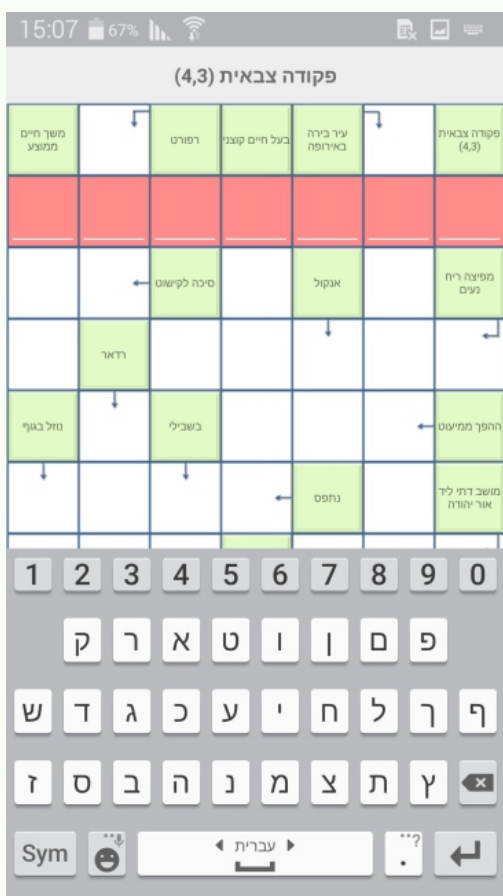 15:07 67%
פקודה צבאית (4,3)
פקודה צבאית (4,3)
עיר בירה באירופה
בעל חיים קוצני
רפורט
משך חיים ממוצע
מפיצה ריח נעים
אנקול
סיכה לקישוט
רדאר
ההפך ממיעוט
בשבילי
נוזל בגוף
מושב דתי ליד אור יהודה
נתפס
1 2 3 4 5 6 7 8 9 0
ק ר א ט ו ן ם פ
ש ד ג כ ע י ח ל ך ף
ז ס ב ה נ מ צ ת ץ
Sym עברית . ?